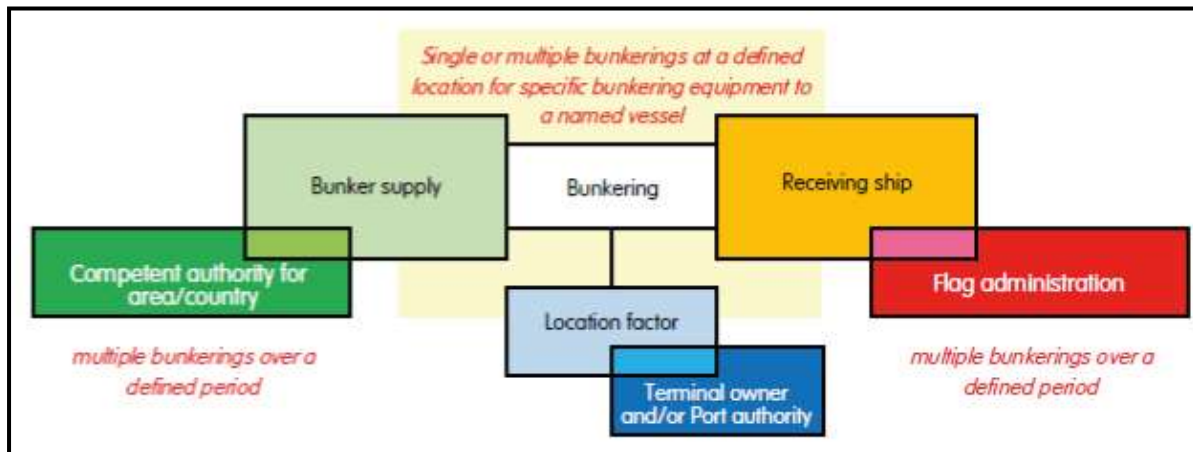 Single or multiple bunkerings at a defined
location for specific bunkering equipment to
a named vessel
Bunker supply
Bunkering
Receiving ship
Competent authority for
area/country
Flag administration
Location factor
multiple bunkerings over a
defined period
multiple bunkerings over a
defined period
Terminal owner
and/or Port authority